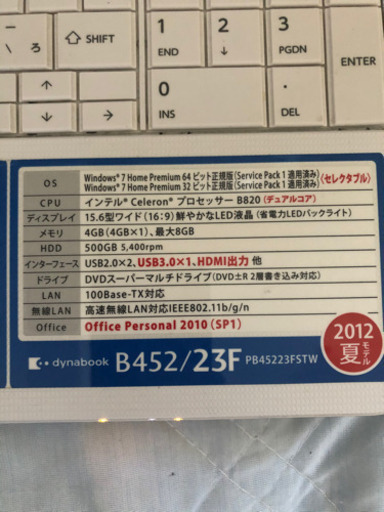 ろ
SHIFT
1
END
2
↓
3
PGDN
ENTER
0
INS
.
DEL
↑
← ↓ →
OS Windows® 7 Home Premium 64 ビット正規版 (Service Pack 1 適用済み)
Windows® 7 Home Premium 32 ビット正規版 (Service Pack 1 適用済み) (セレクタブル)
CPU インテル® Celeron® プロセッサー B820 (デュアルコア)
ディスプレイ 15.6型ワイド (16:9) 鮮やかなLED液晶 (省電力LEDバックライト)
メモリ 4GB (4GB×1)、最大8GB
HDD 500GB 5,400rpm
インターフェース USB2.0×2、USB3.0×1、HDMI出力 他
ドライブ DVDスーパーマルチドライブ (DVD±R 2層書き込み対応)
LAN 100Base-TX対応
無線LAN 高速無線LAN対応IEEE802.11b/g/n
Office Office Personal 2010 (SP1)
dynabook B452/23F PB45223FSTW
2012
夏モデル